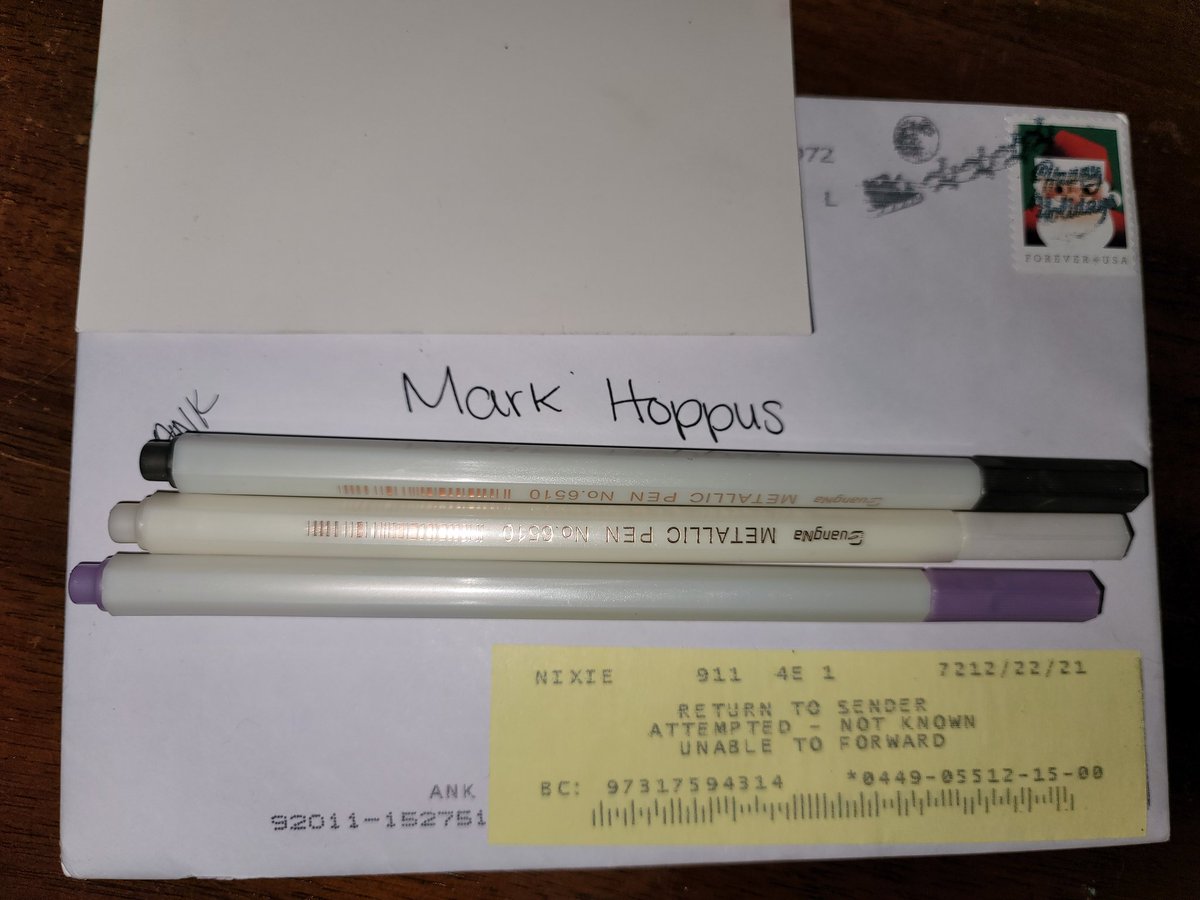 972
L
Happy
Holidays
FOREVER USA
Mark Hoppus
ANK
METALLIC PEN No.6510
GuangNa METALLIC PEN No.6510
NIXIE 911 4E 1 7212/22/21
RETURN TO SENDER
ATTEMPTED - NOT KNOWN
UNABLE TO FORWARD
BC: 97317594314 *0449-05512-15-00
ANK
92011-152751